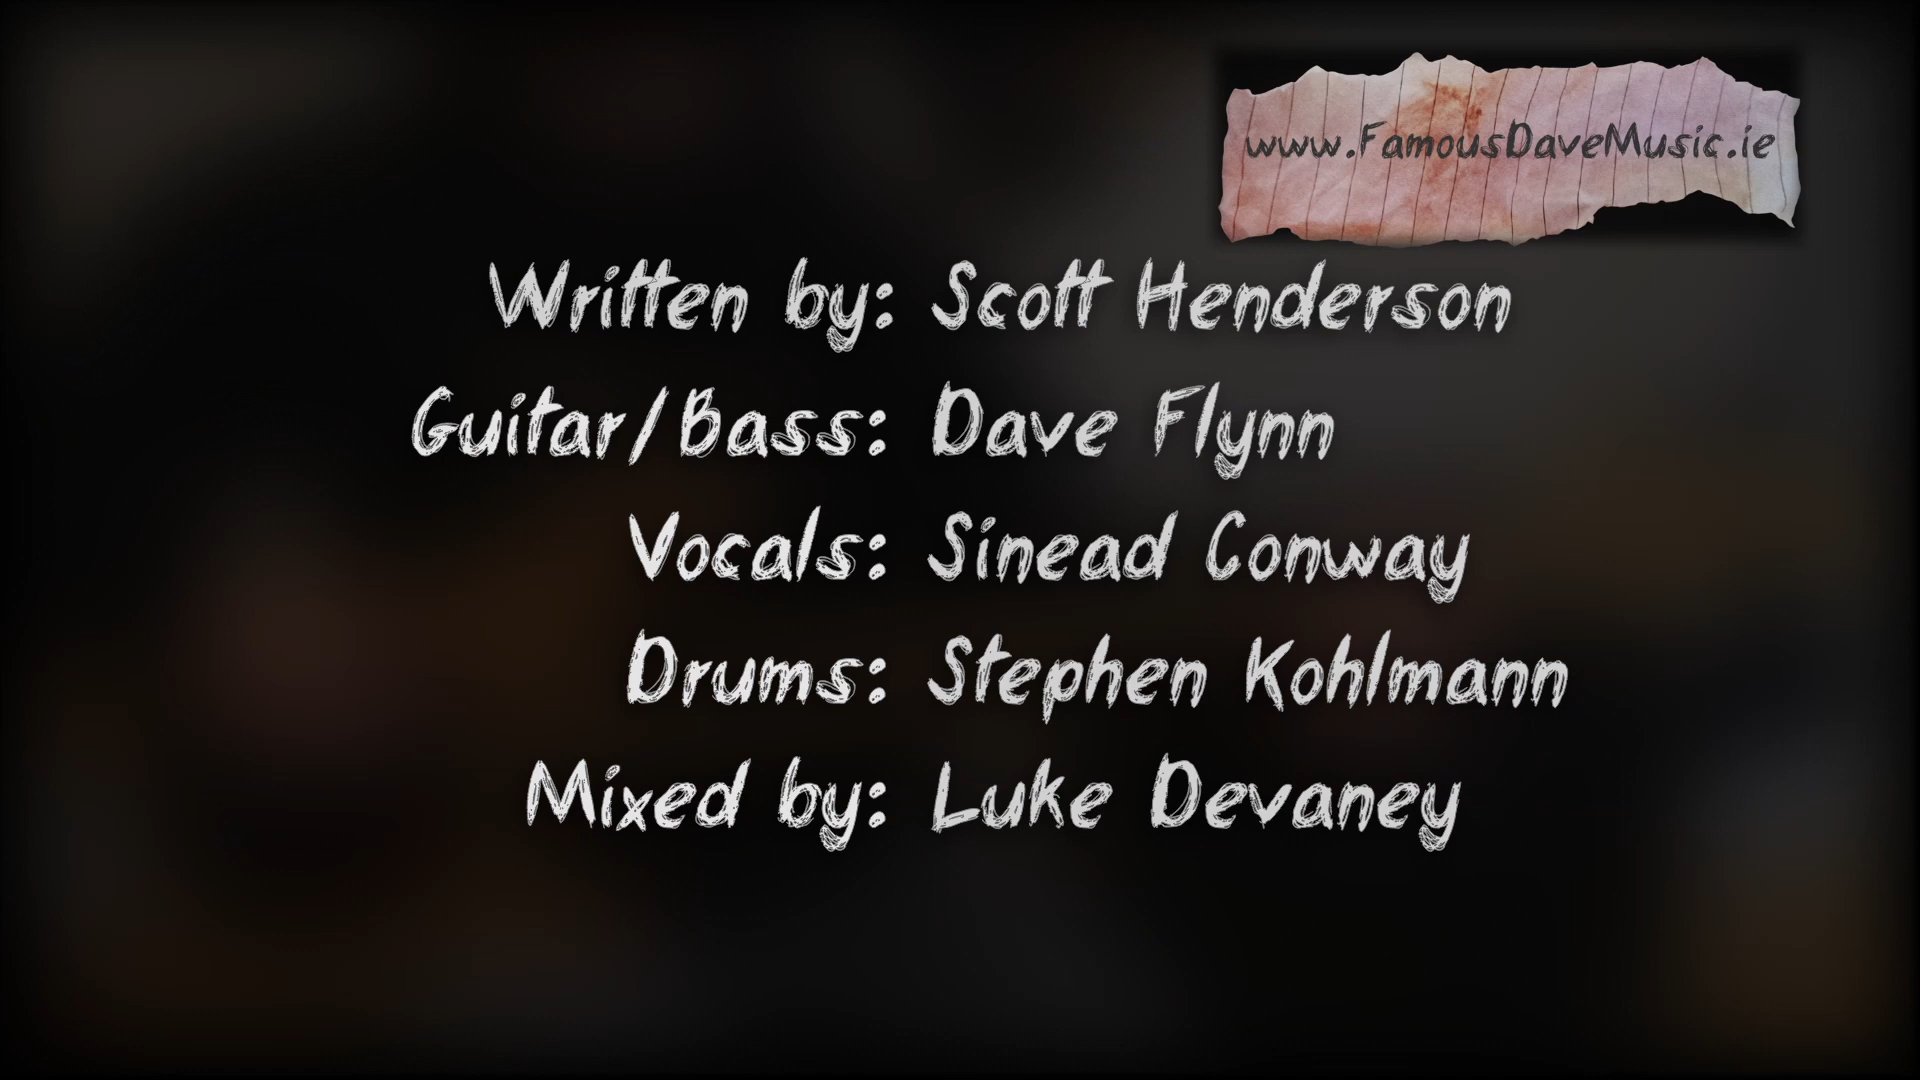 www.FamousDaveMusic.ie
Written by: Scott Henderson
Guitar/Bass: Dave Flynn
Vocals: Sinead Conway
Drums: Stephen Kohlmann
Mixed by: Luke Devaney